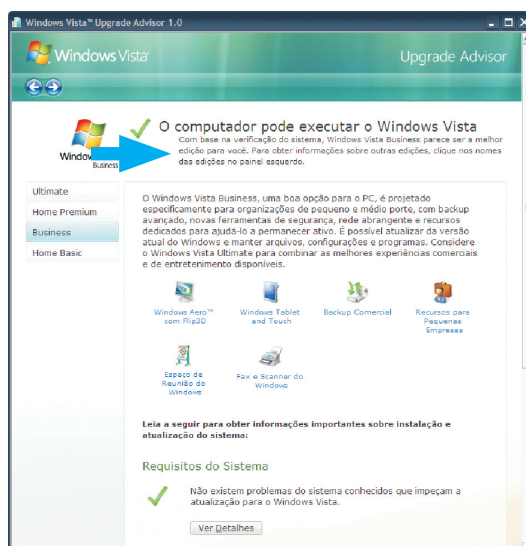 Windows Vista™ Upgrade Advisor 1.0
Windows Vista™
Upgrade Advisor
O computador pode executar o Windows Vista
Com base na verificação do sistema, Windows Vista Business parece ser a melhor
edição para você. Para obter informações sobre outras edições, clique nos nomes
das edições no painel esquerdo.
Window
Business
Ultimate
Home Premium
Business
Home Basic
O Windows Vista Business, uma boa opção para o PC, é projetado
especificamente para organizações de pequeno e médio porte, com backup
avançado, novas ferramentas de segurança, rede abrangente e recursos
dedicados para ajudá-lo a permanecer ativo. É possível atualizar da versão
atual do Windows e manter arquivos, configurações e programas. Considere
o Windows Vista Ultimate para combinar as melhores experiências comerciais
e de entretenimento disponíveis.
Windows Aero™
com Flip3D
Windows Tablet
and Touch
Backup Comercial
Recursos para
Pequenas
Empresas
Espaço de
Reunião do
Windows
Fax e Scanner do
Windows
Leia a seguir para obter informações importantes sobre instalação e
atualização do sistema:
Requisitos do Sistema
Não existem problemas do sistema conhecidos que impeçam a
atualização para o Windows Vista.
Ver Detalhes